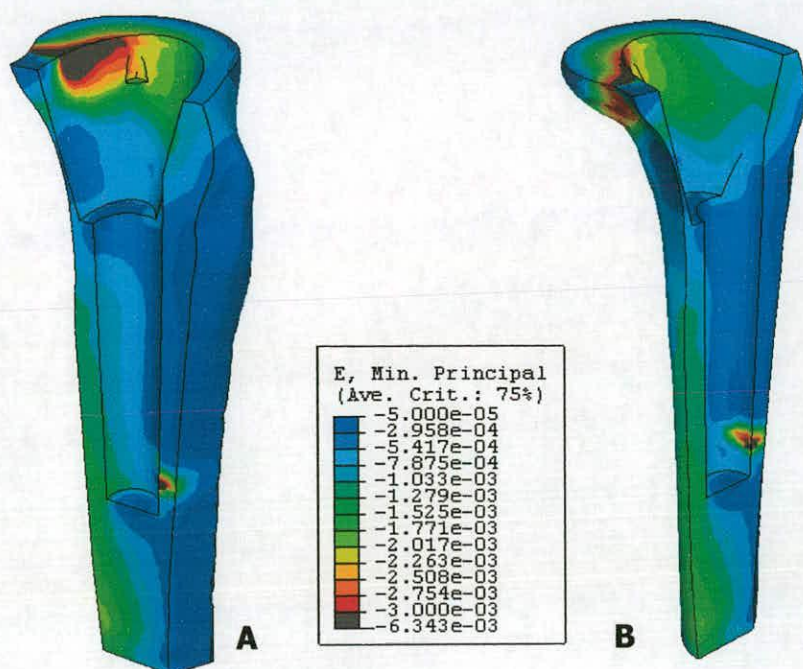 E, Min. Principal
(Ave. Crit.: 75%)
-5.000e-05
-2.958e-04
-5.417e-04
-7.875e-04
-1.033e-03
-1.279e-03
-1.525e-03
-1.771e-03
-2.017e-03
-2.263e-03
-2.508e-03
-2.754e-03
-3.000e-03
-6.343e-03
A
B